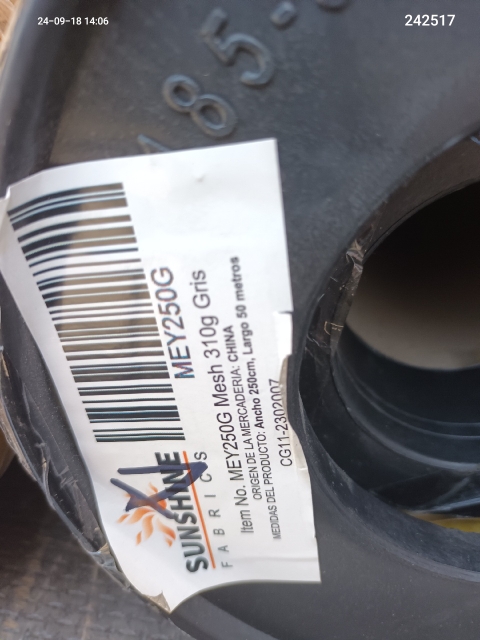 24-09-18 14:06
242517
185-
MEY250G
SUNSHINE
FABRICS
Item No. MEY250G Mesh 310g Gris
ORIGEN DE LA MERCADERIA: CHINA
MEDIDAS DEL PRODUCTO: Ancho 250cm, Largo 50 metros
CG11-2302007